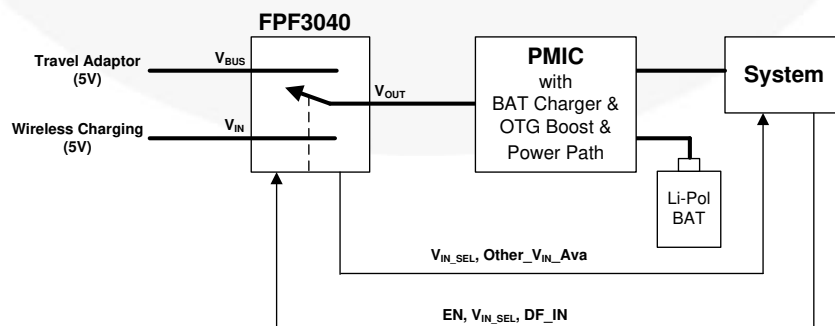 FPF3040
Travel Adaptor
(5V)
VBUS
Wireless Charging
(5V)
VIN
VOUT
PMIC
with
BAT Charger &
OTG Boost &
Power Path
System
Li-Pol
BAT
VIN_SEL, Other_VIN_Ava
EN, VIN_SEL, DF_IN